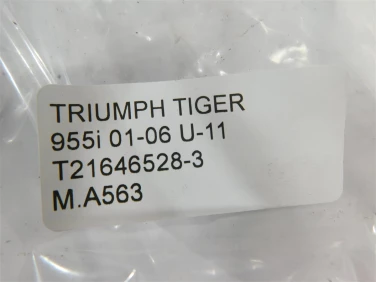 TRIUMPH TIGER
955i 01-06 U-11
T21646528-3
M.A563